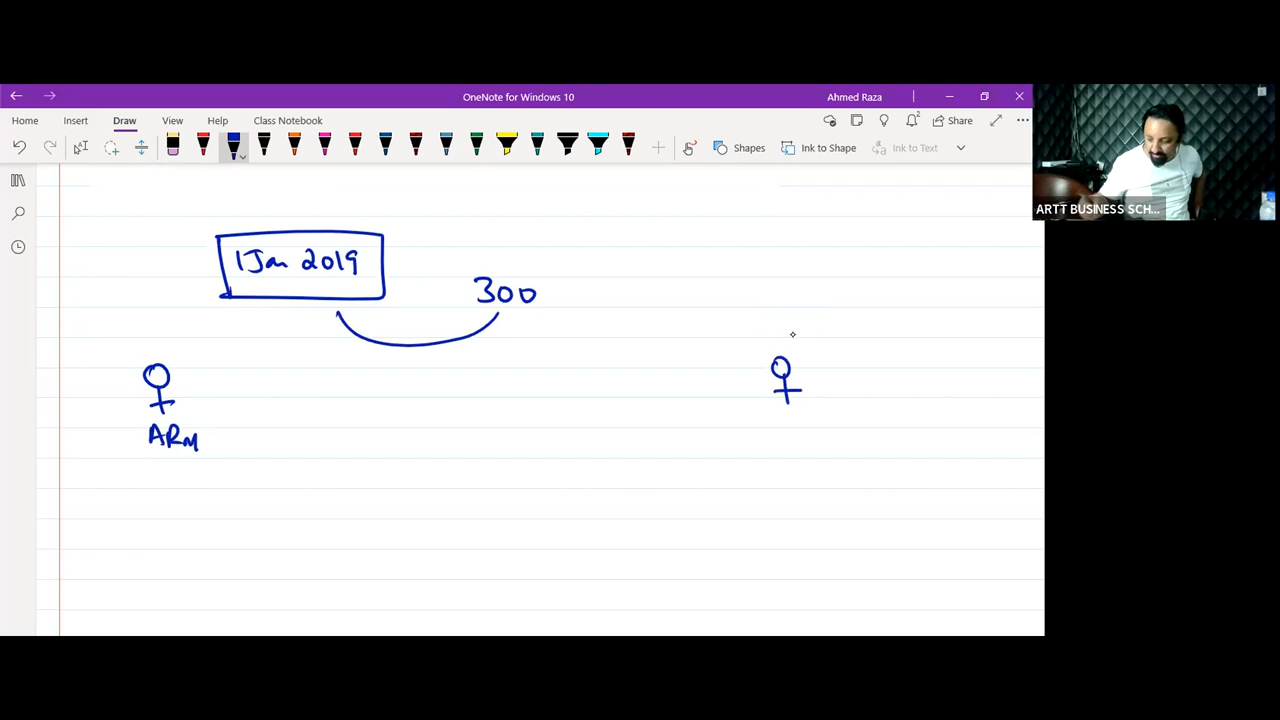 OneNote for Windows 10
Ahmed Raza
Home Insert Draw View Help Class Notebook
Share
Shapes Ink to Shape Ink to Text
ARTT BUSINESS SCH...
1 Jan 2019
300
ARM